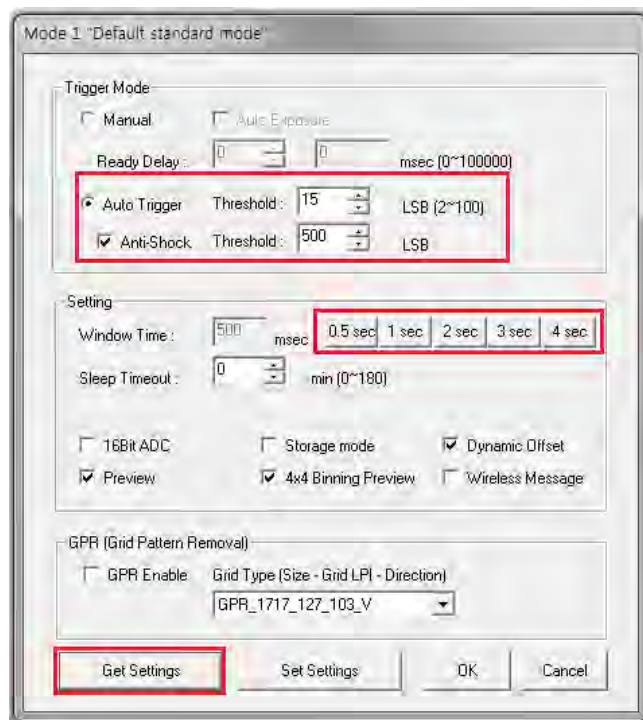 Mode 1 "Default standard mode"
Trigger Mode
Manual Auto Exposure
Ready Delay : 0 0 msec (0~100000)
Auto Trigger Threshold : 15 LSB (2~100)
Anti-Shock Threshold : 500 LSB
Setting
Window Time : 500 msec 0.5 sec 1 sec 2 sec 3 sec 4 sec
Sleep Timeout : 0 min (0~180)
16Bit ADC Storage mode Dynamic Offset
Preview 4x4 Binning Preview Wireless Message
GPR (Grid Pattern Removal)
GPR Enable Grid Type (Size - Grid LPI - Direction)
GPR_1717_127_103_V
Get Settings Set Settings OK Cancel